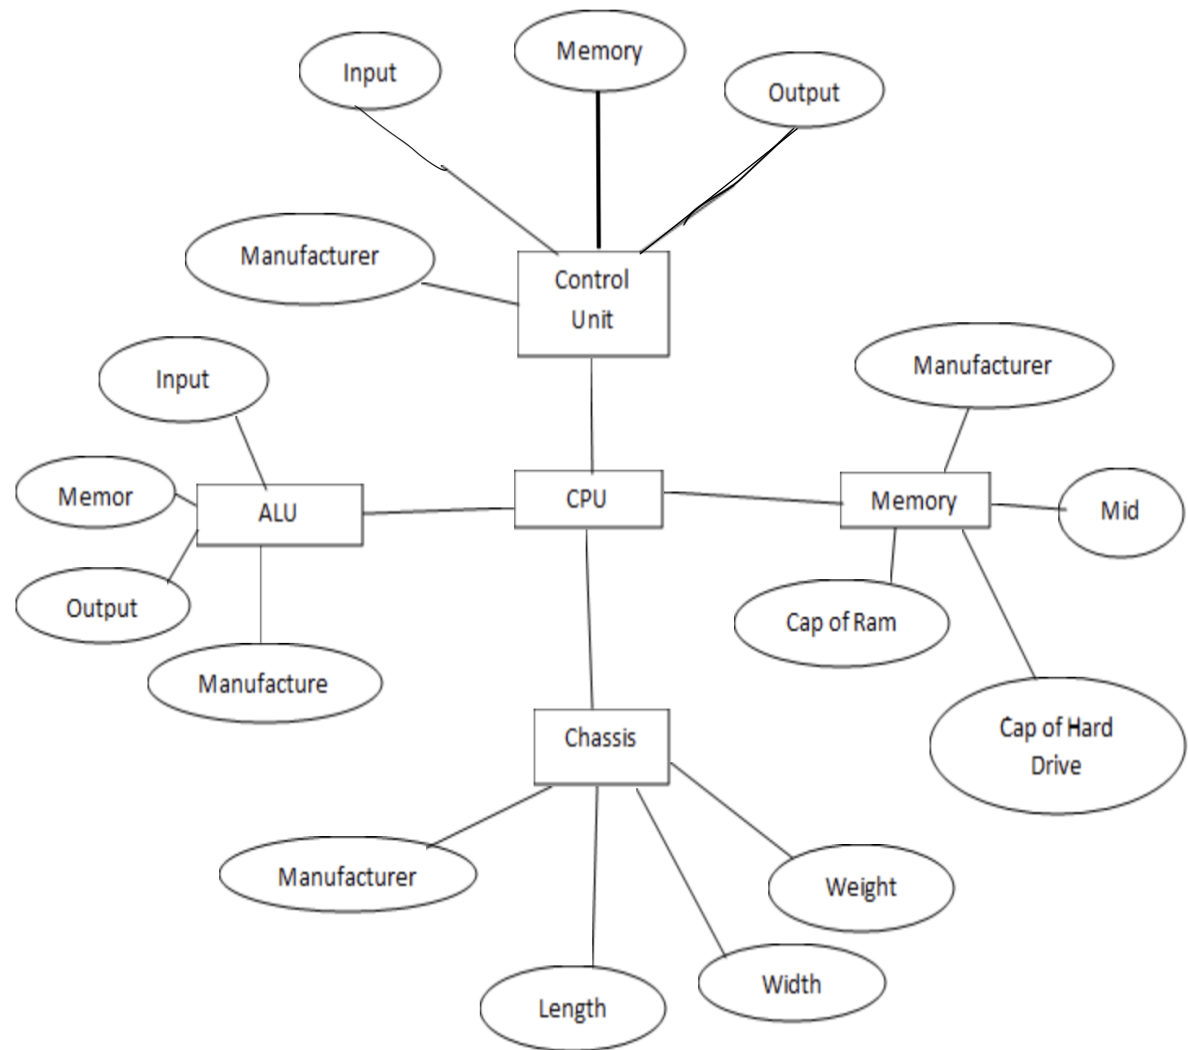 Memory
Input
Output
Manufacturer
Control
Unit
Manufacturer
Input
Memor
ALU
CPU
Memory
Mid
Output
Cap of Ram
Manufacture
Cap of Hard
Drive
Chassis
Manufacturer
Weight
Width
Length